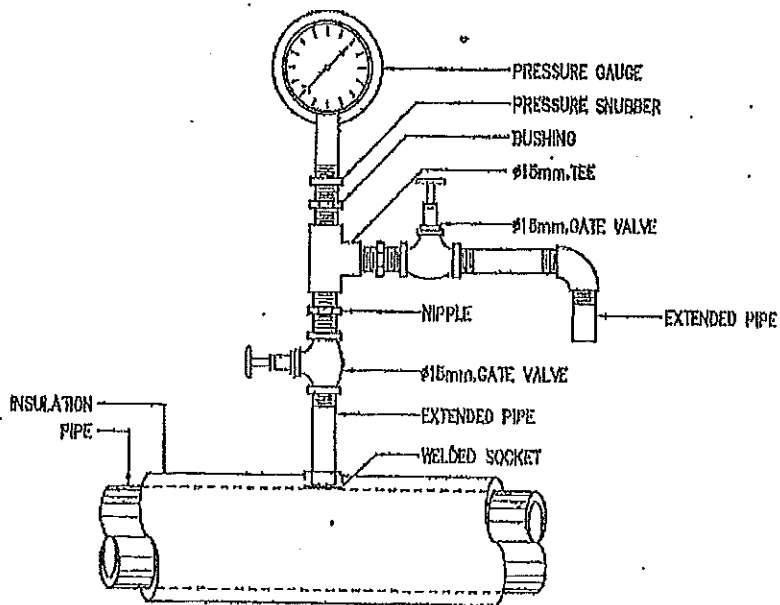 PRESSURE GAUGE
PRESSURE SNUBBER
BUSHING
ø15mm.TEE
ø15mm.GATE VALVE
NIPPLE
EXTENDED PIPE
ø15mm.GATE VALVE
INSULATION
EXTENDED PIPE
PIPE
WELDED SOCKET